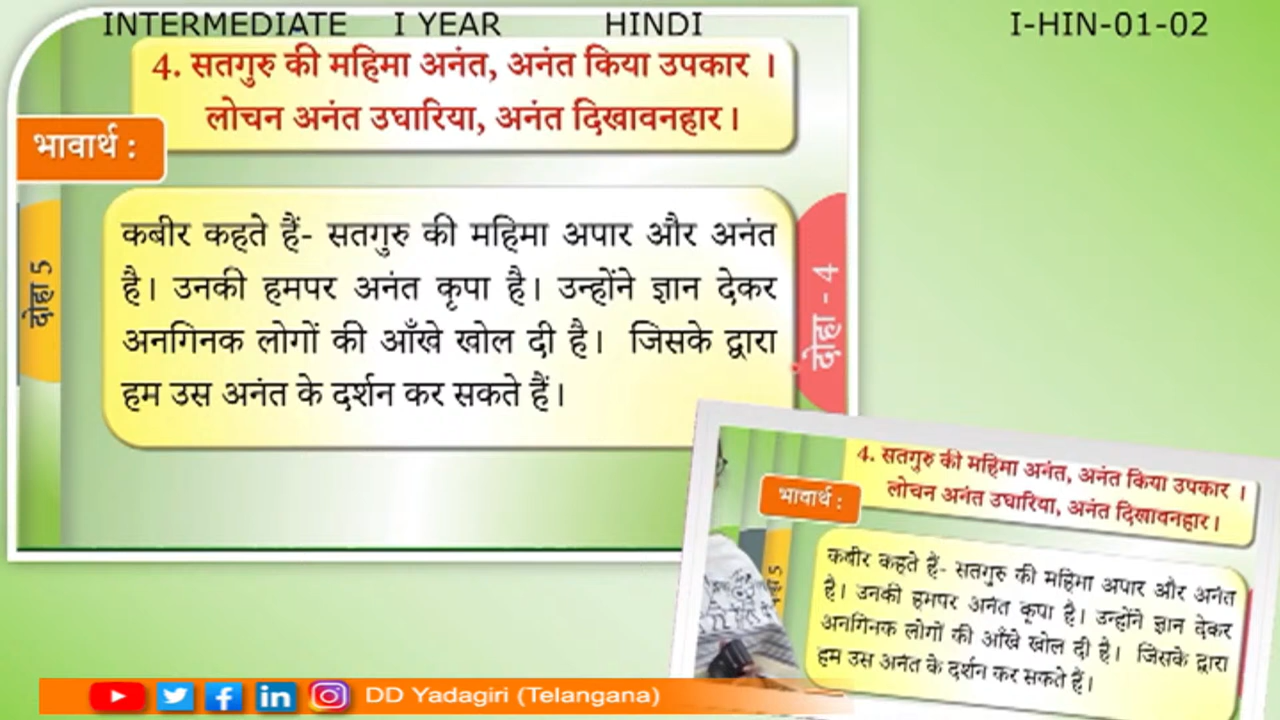 INTERMEDIATE I YEAR HINDI I-HIN-01-02
4. सतगुरु की महिमा अनंत, अनंत किया उपकार ।
लोचन अनंत उघारिया, अनंत दिखावनहार।
भावार्थ :
कबीर कहते हैं- सतगुरु की महिमा अपार और अनंत
है। उनकी हमपर अनंत कृपा है। उन्होंने ज्ञान देकर
अनगिनक लोगों की आँखे खोल दी है। जिसके द्वारा
हम उस अनंत के दर्शन कर सकते हैं।
दोहा 5
दोहा - 4
4. सतगुरु की महिमा अनंत, अनंत किया उपकार ।
लोचन अनंत उघारिया, अनंत दिखावनहार।
भावार्थ :
कबीर कहते हैं- सतगुरु की महिमा अपार और अनंत
है। उनकी हमपर अनंत कृपा है। उन्होंने ज्ञान देकर
अनगिनक लोगों की आँखे खोल दी है। जिसके द्वारा
हम उस अनंत के दर्शन कर सकते हैं।
DD Yadagiri (Telangana)